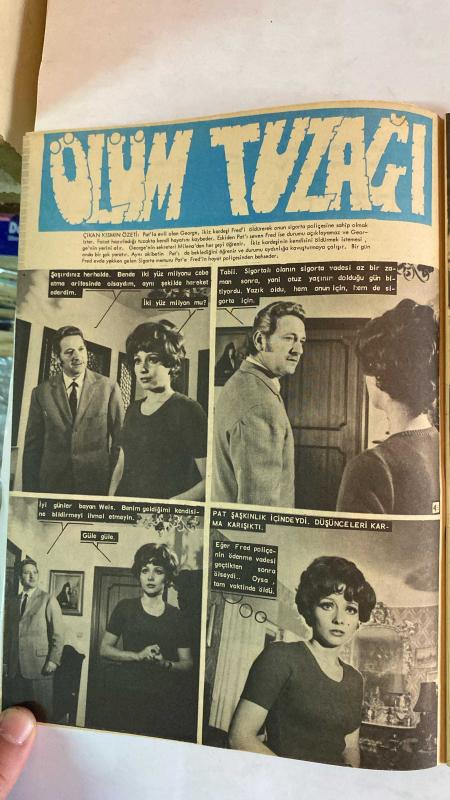 ÖLÜM TUZAĞI
ÇIKAN KISMIN ÖZETİ: Pat'la evli olan George, ikiz kardeşi Fred'i öldürerek onun sigorta poliçesine sahip olmak
ister. Fakat hazırladığı tuzakta kendi hayatını kaybeder. Eskiden Pat'i seven Fred ise durumu açıklayamaz ve Geor-
ge'nin yerini alır. George'nin sekreteri Milena'den her şeyi öğrenir. İkiz kardeşinin kendisini öldürmek istemesi,
onda bir şok yaratır. Aynı akibetin Pat'i de beklediğini öğrenir ve durumu aydınlığa kavuşturmaya çalışır. Bir gün
Fred evde yokken gelen Sigorta memuru Pat'e Fred'in hayat poliçesinden bahseder.
Şaşırdınız herhalde. Bende iki yüz milyonu cebe
etme arifesinde olsaydım, aynı şekilde hareket
ederdim.
İki yüz milyon mu?
Tabii. Sigortalı olanın sigorta vadesi az bir za-
man sonra, yani otuz yaşının dolduğu gün bi-
tiyordu. Yazık oldu, hem onun için, hem de si-
gorta için.
İyi günler bayan Wels. Benim geldiğimi kendisi-
ne bildirmeyi ihmal etmeyin.
Güle güle.
PAT ŞAŞKINLIK İÇİNDEYDİ. DÜŞÜNCELERİ KAR-
MA KARIŞIKTI.
Eğer Fred poliçe-
nin ödenme vadesi
geçtikten sonra
ölseydi.. Oysa,
tam vaktinde öldü.